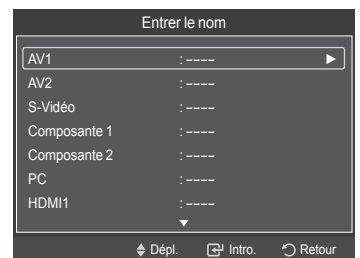 Entrer le nom
AV1 : ---- ►
AV2 : ----
S-Vidéo : ----
Composante 1 : ----
Composante 2 : ----
PC : ----
HDMI1 : ----
▼
Dépl. Intro. Retour